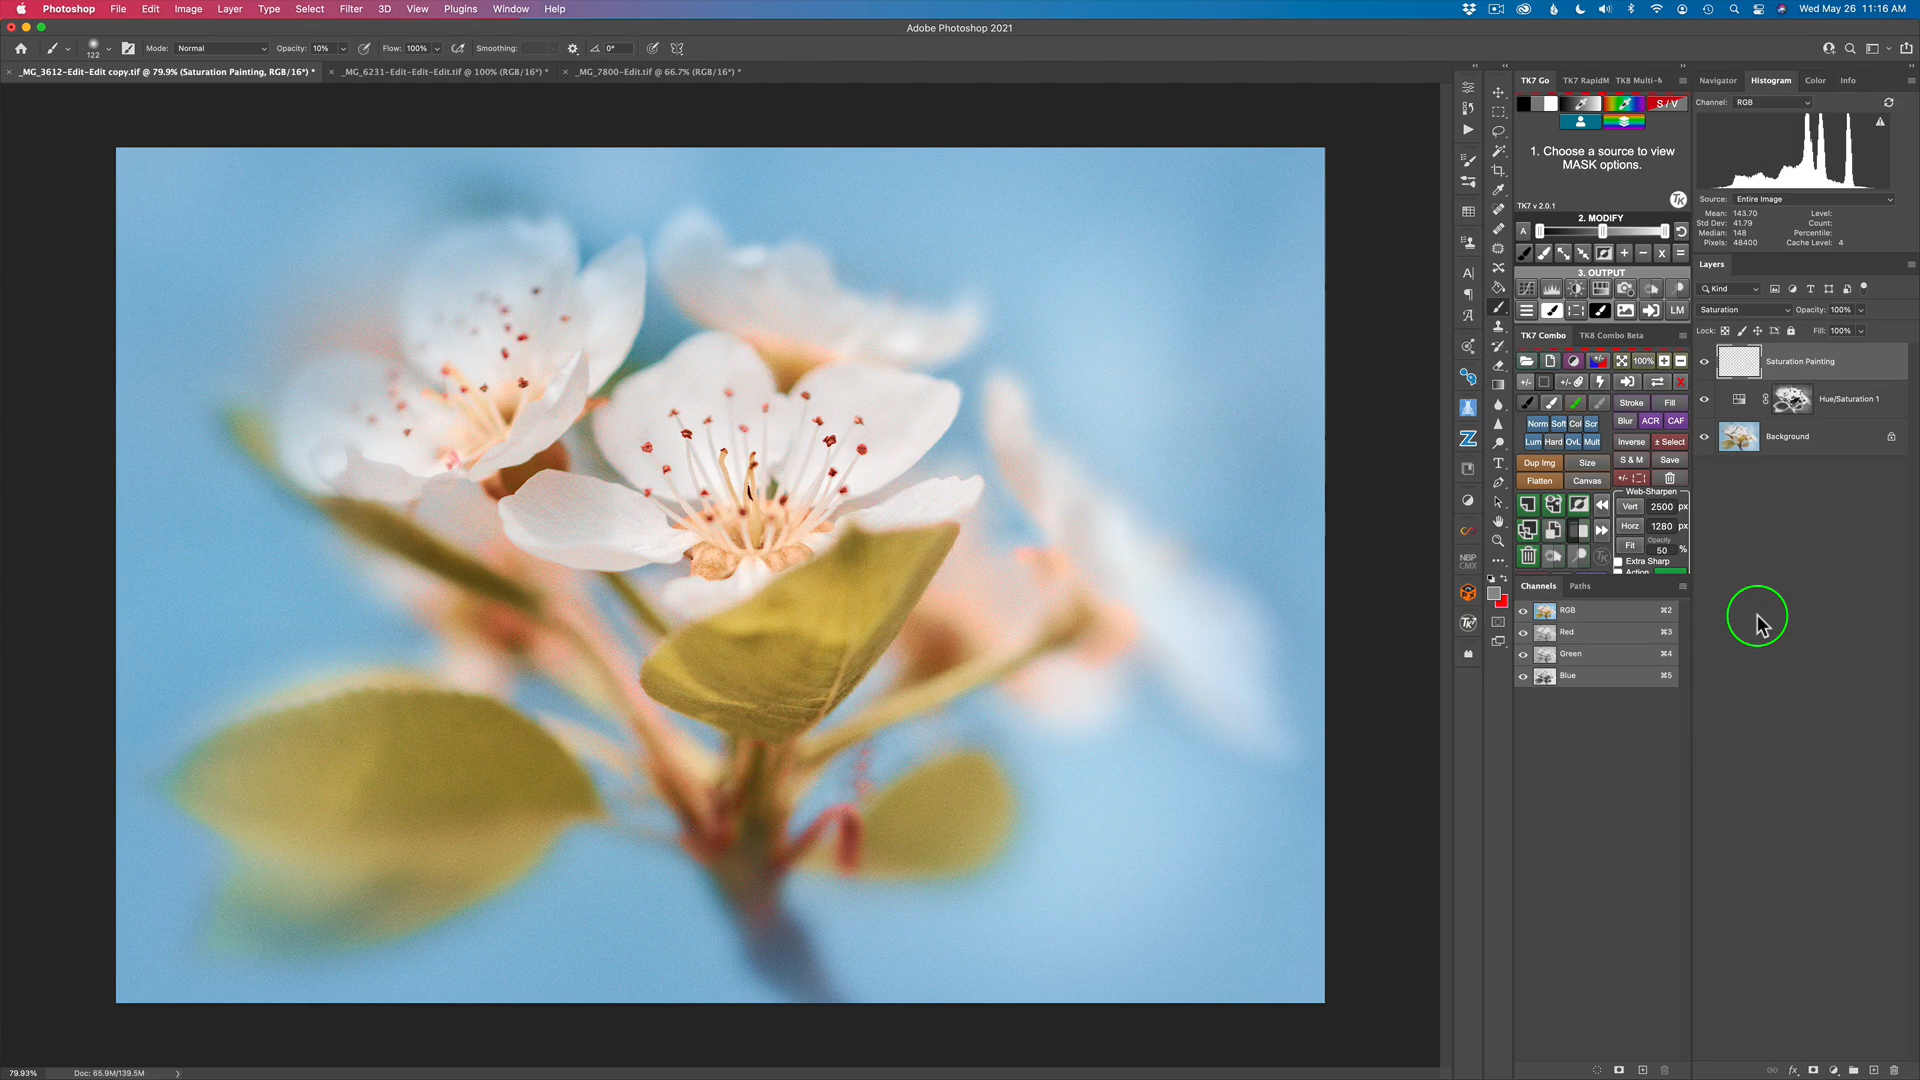 Photoshop File Edit Image Layer Type Select Filter 3D View Plugins Window Help
Wed May 26 11:16 AM
Adobe Photoshop 2021
122 Mode: Normal Opacity: 10% Flow: 100% Smoothing: 0°
_MG_3612-Edit-Edit copy.tif @ 79.9% (Saturation Painting, RGB/16*) *
_MG_6231-Edit-Edit-Edit.tif @ 100% (RGB/16*) *
_MG_7800-Edit.tif @ 66.7% (RGB/16*) *
TK7 Go TK7 RapidM TK8 Multi-M
S / V
1. Choose a source to view
MASK options.
TK7 v 2.0.1
TK
2. MODIFY
A
+ − X =
3. OUTPUT
LM
TK7 Combo TK8 Combo Beta
+/- 100%
+/- +/- X
Stroke Fill
Norm Soft Col Scr Blur ACR CAF
Lum Hard OvL Mult Inverse ± Select
Dup Img Size S & M Save
Flatten Canvas +/-
Web-Sharpen
Vert 2500 px
Horz 1280 px
Fit Opacity
50 %
Extra Sharp
Action
NBP
CMX
Channels Paths
RGB ⌘2
Red ⌘3
Green ⌘4
Blue ⌘5
Navigator Histogram Color Info
Channel: RGB
Source: Entire Image
Mean: 143.70 Level:
Std Dev: 41.79 Count:
Median: 148 Percentile:
Pixels: 48400 Cache Level: 4
Layers
Kind
Saturation Opacity: 100%
Lock: Fill: 100%
Saturation Painting
Hue/Saturation 1
Background
79.93% Doc: 65.9M/139.5M